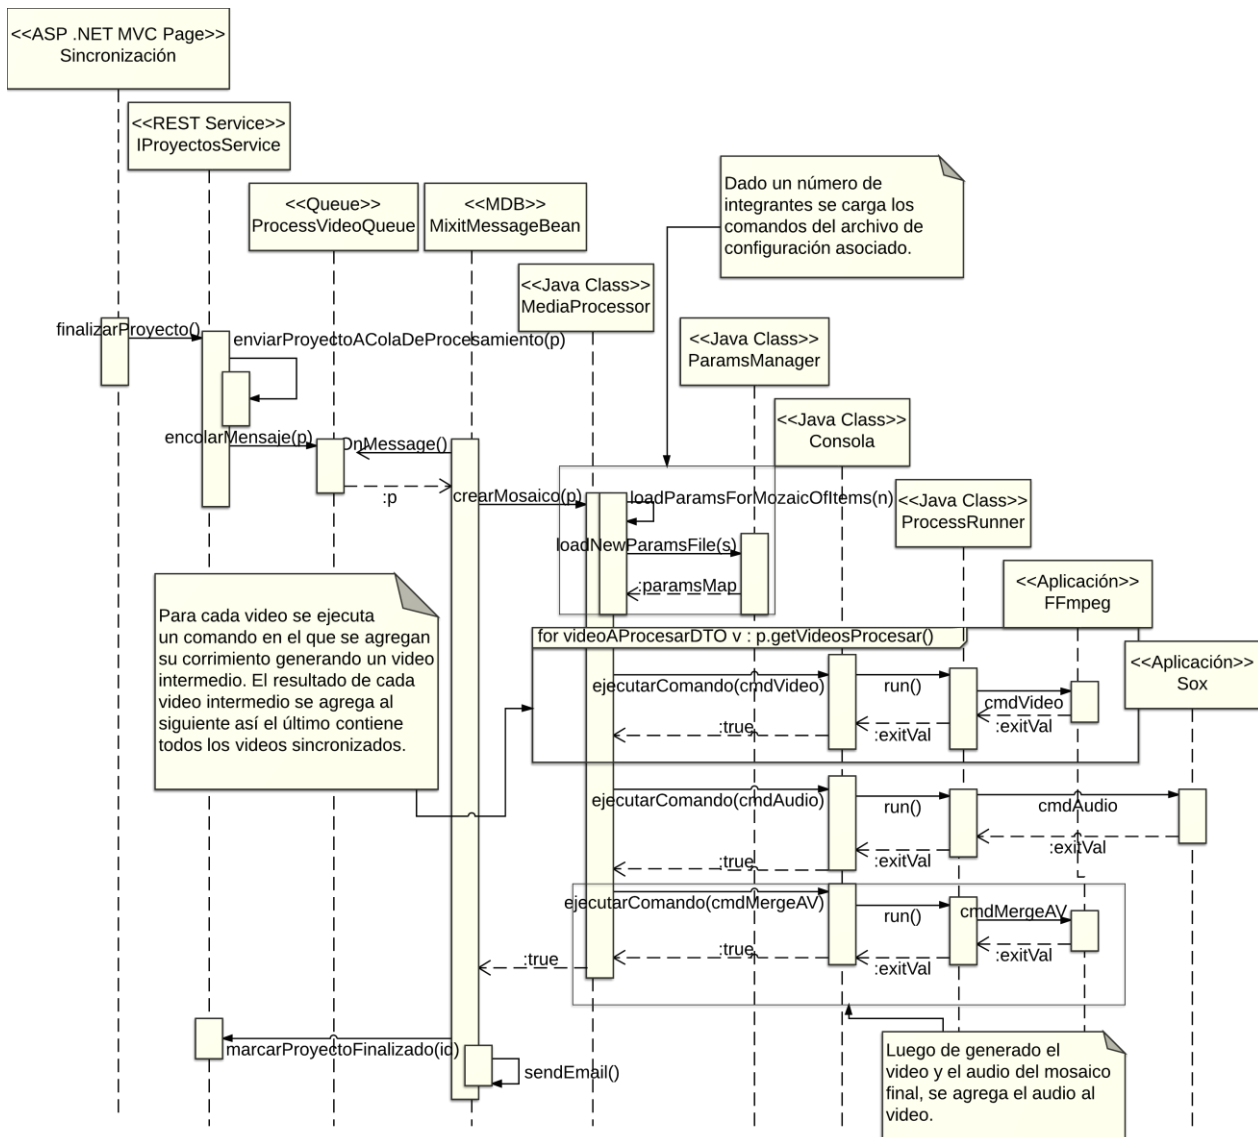 <<ASP .NET MVC Page>>
Sincronización
<<REST Service>>
IProyectosService
<<Queue>>
ProcessVideoQueue
<<MDB>>
MixitMessageBean
<<Java Class>>
MediaProcessor
Dado un número de
integrantes se carga los
comandos del archivo de
configuración asociado.
<<Java Class>>
ParamsManager
<<Java Class>>
Consola
<<Java Class>>
ProcessRunner
<<Aplicación>>
FFmpeg
<<Aplicación>>
Sox
finalizarProyecto()
enviarProyectoAColaDeProcesamiento(p)
encolarMensaje(p)
OnMessage()
:p
crearMosaico(p)
loadParamsForMozaicOfItems(n)
loadNewParamsFile(s)
:paramsMap
Para cada video se ejecuta
un comando en el que se agregan
su corrimiento generando un video
intermedio. El resultado de cada
video intermedio se agrega al
siguiente así el último contiene
todos los videos sincronizados.
for videoAProcesarDTO v : p.getVideosProcesar()
ejecutarComando(cmdVideo)
run()
cmdVideo
:exitVal
:exitVal
:true
ejecutarComando(cmdAudio)
run()
cmdAudio
:exitVal
:exitVal
:true
ejecutarComando(cmdMergeAV)
run()
cmdMergeAV
:exitVal
:exitVal
:true
:true
marcarProyectoFinalizado(id)
sendEmail()
Luego de generado el
video y el audio del mosaico
final, se agrega el audio al
video.